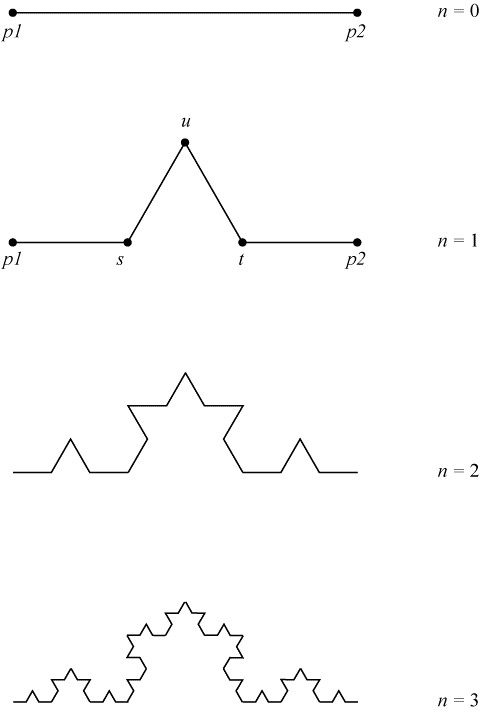 n = 0
p1 p2
u
n = 1
p1 s t p2
n = 2
n = 3